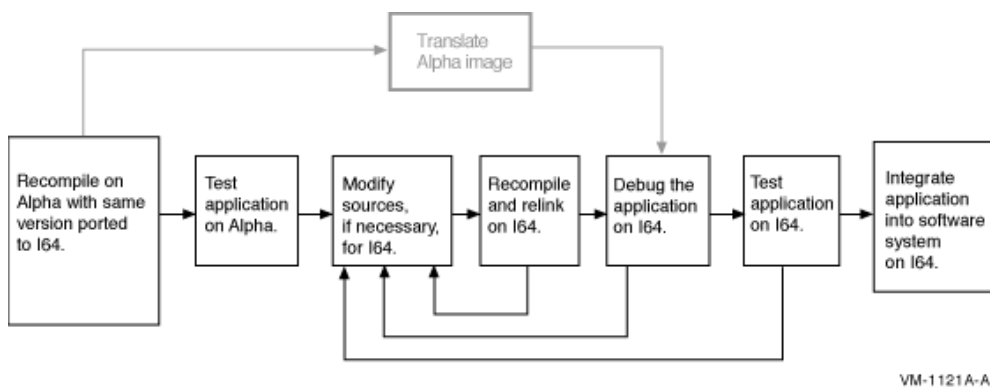 Translate
Alpha image
Recompile on
Alpha with same
version ported
to I64.
Test
application
on Alpha.
Modify
sources,
if necessary,
for I64.
Recompile
and relink
on I64.
Debug the
application
on I64.
Test
application
on I64.
Integrate
application
into software
system
on I64.
VM-1121A-AI